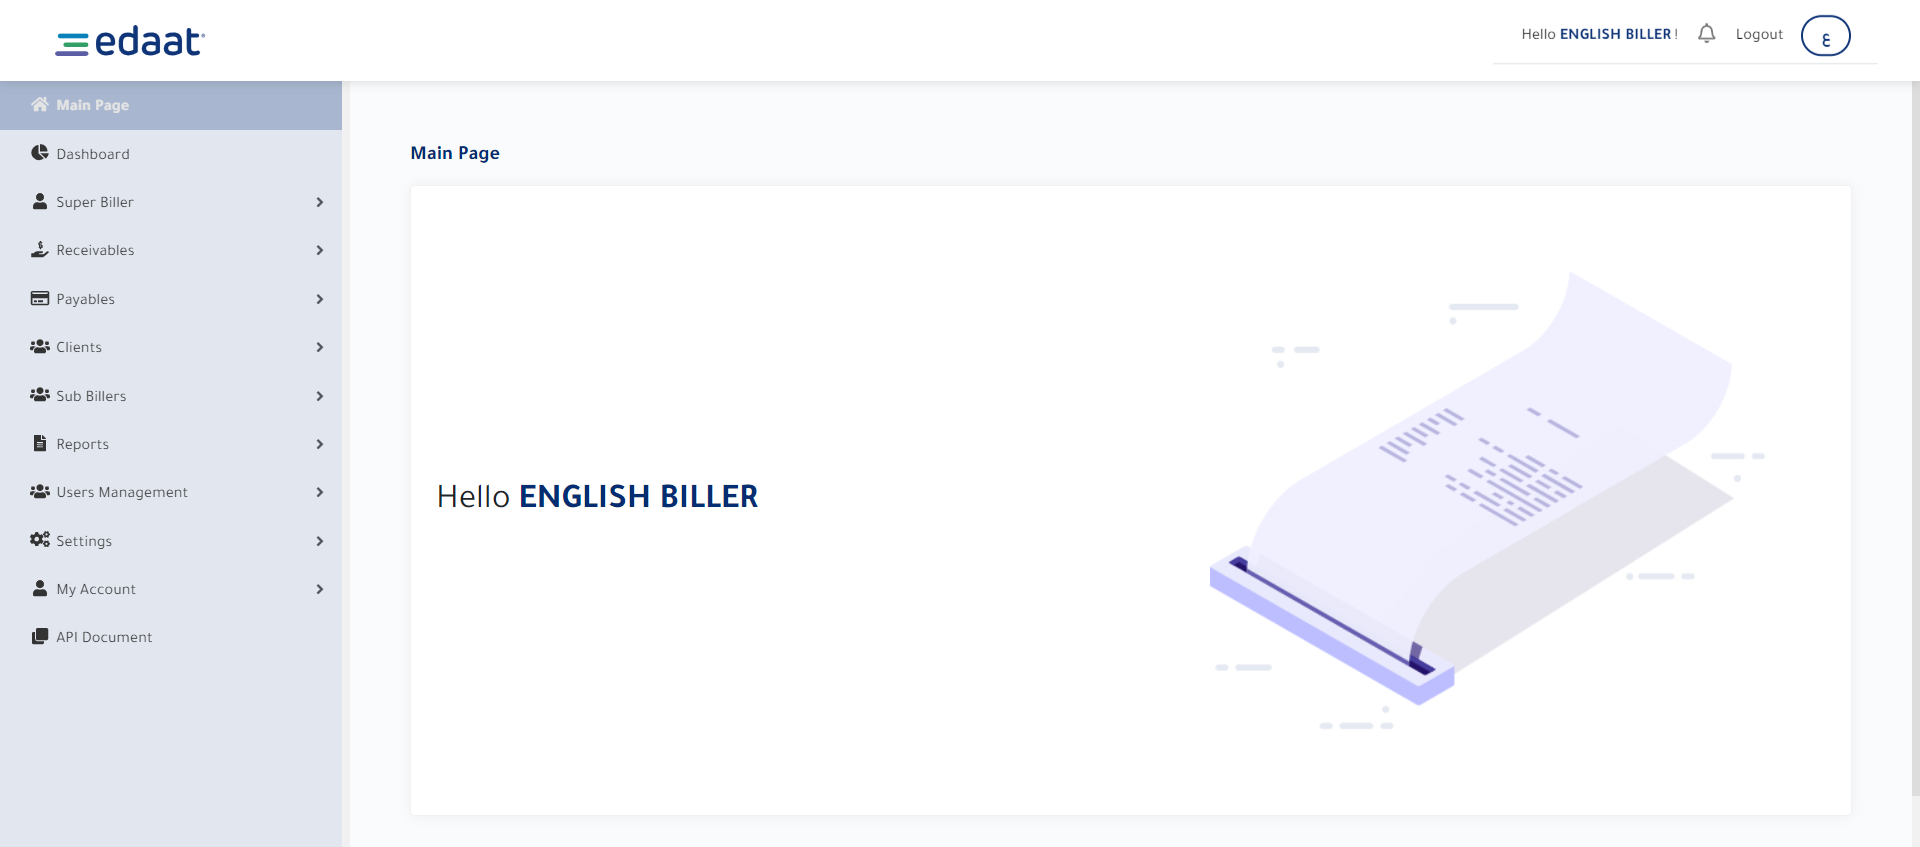 edaat
Hello ENGLISH BILLER !
Logout
ع
Main Page
Dashboard
Super Biller
Receivables
Payables
Clients
Sub Billers
Reports
Users Management
Settings
My Account
API Document
Main Page
Hello ENGLISH BILLER